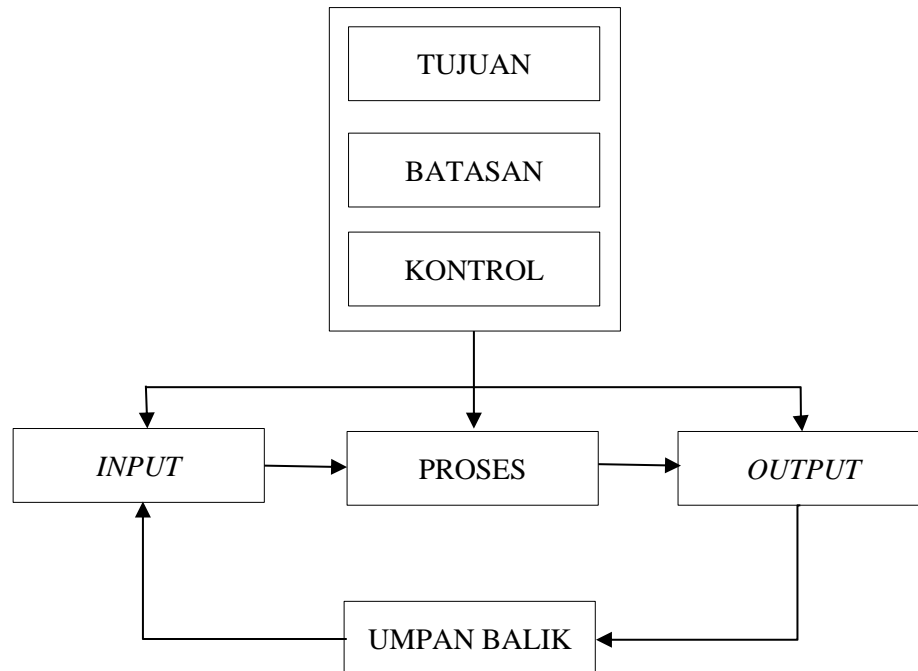 TUJUAN
BATASAN
KONTROL
INPUT
PROSES
OUTPUT
UMPAN BALIK